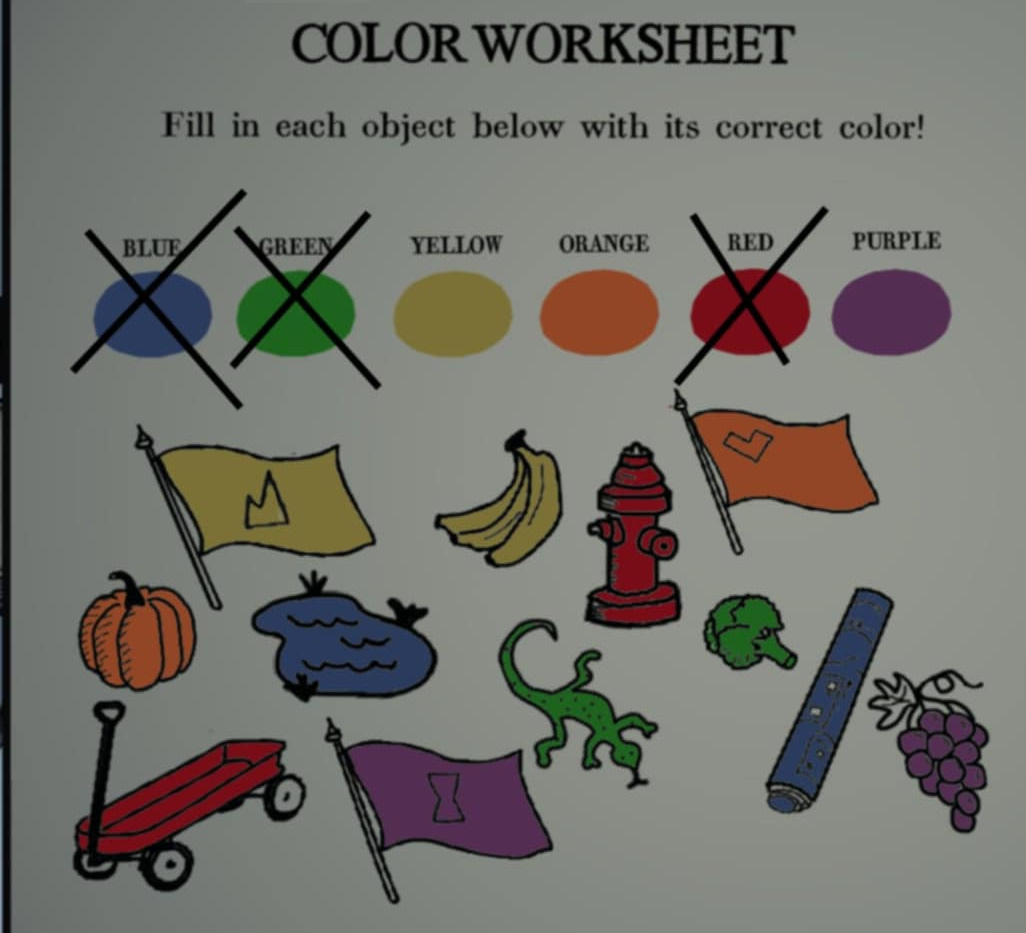 COLOR WORKSHEET
Fill in each object below with its correct color!
BLUE GREEN YELLOW ORANGE RED PURPLE